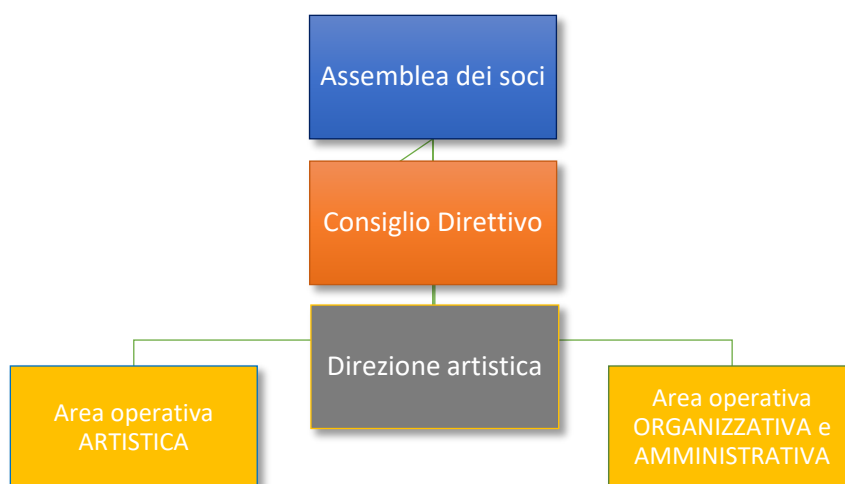 Assemblea dei soci
Consiglio Direttivo
Direzione artistica
Area operativa
ARTISTICA
Area operativa
ORGANIZZATIVA e
AMMINISTRATIVA